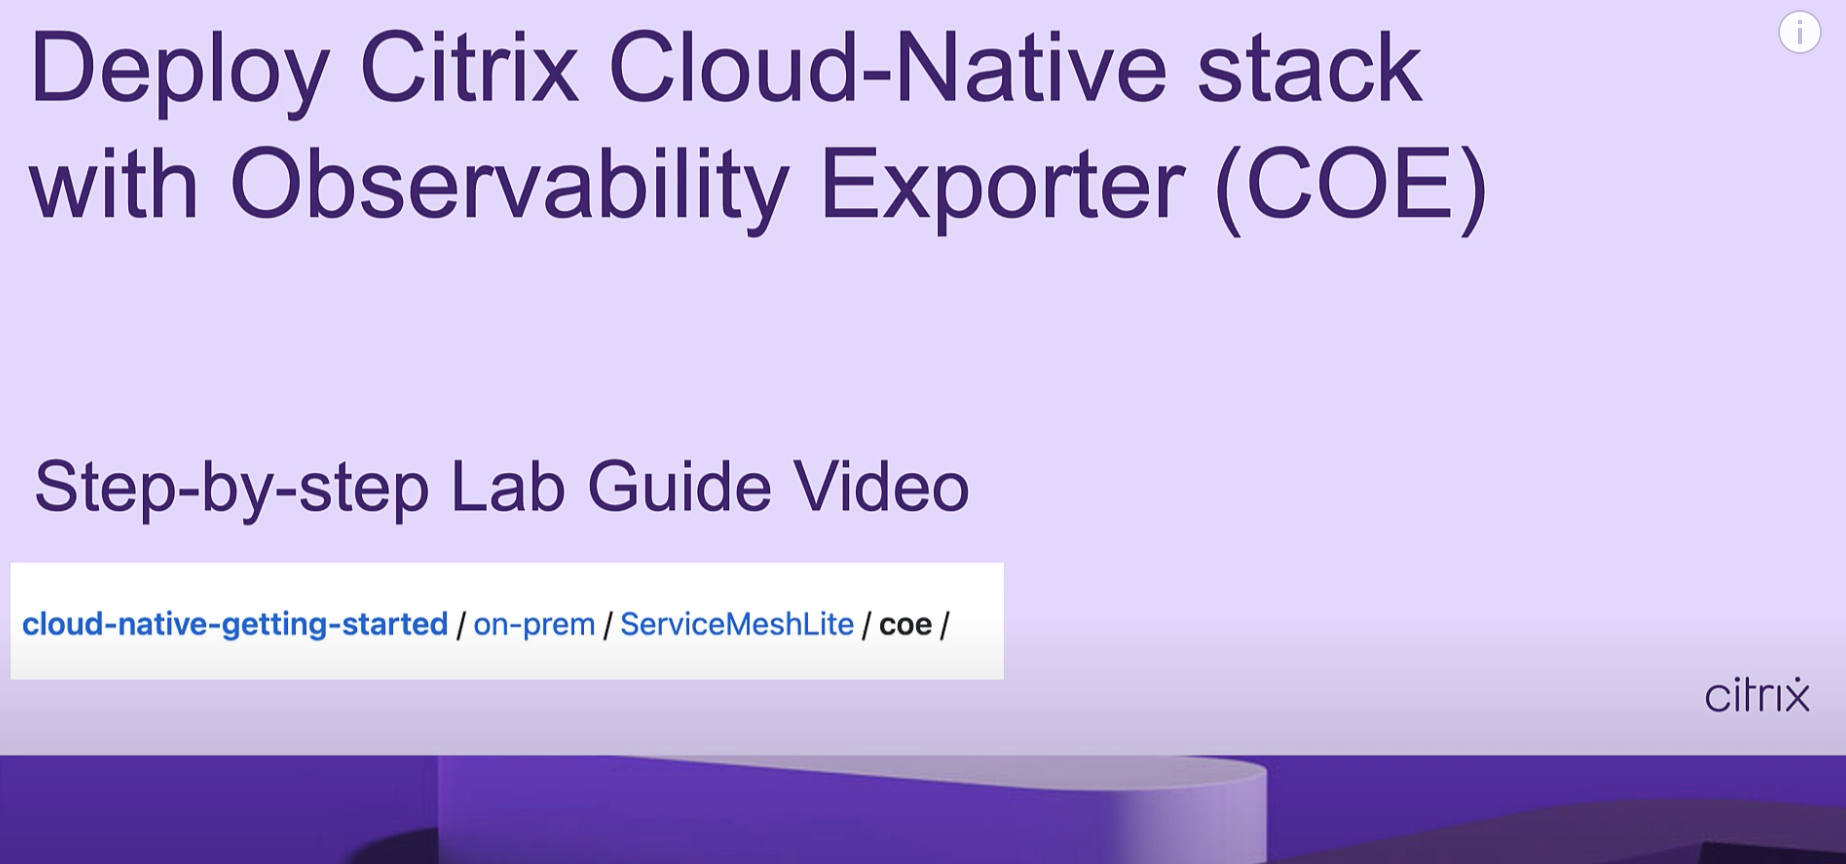 Deploy Citrix Cloud-Native stack
with Observability Exporter (COE)
Step-by-step Lab Guide Video
cloud-native-getting-started / on-prem / ServiceMeshLite / coe /
citrix